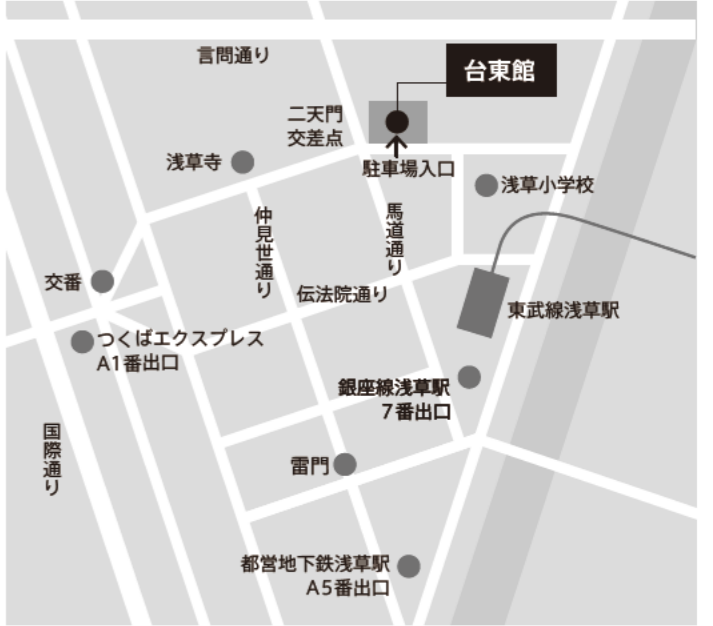 言問通り
台東館
二天門
交差点
浅草寺
駐車場入口
浅草小学校
仲見世通り
馬道通り
交番
伝法院通り
東武線浅草駅
つくばエクスプレス
A1番出口
銀座線浅草駅
7番出口
国際通り
雷門
都営地下鉄浅草駅
A5番出口